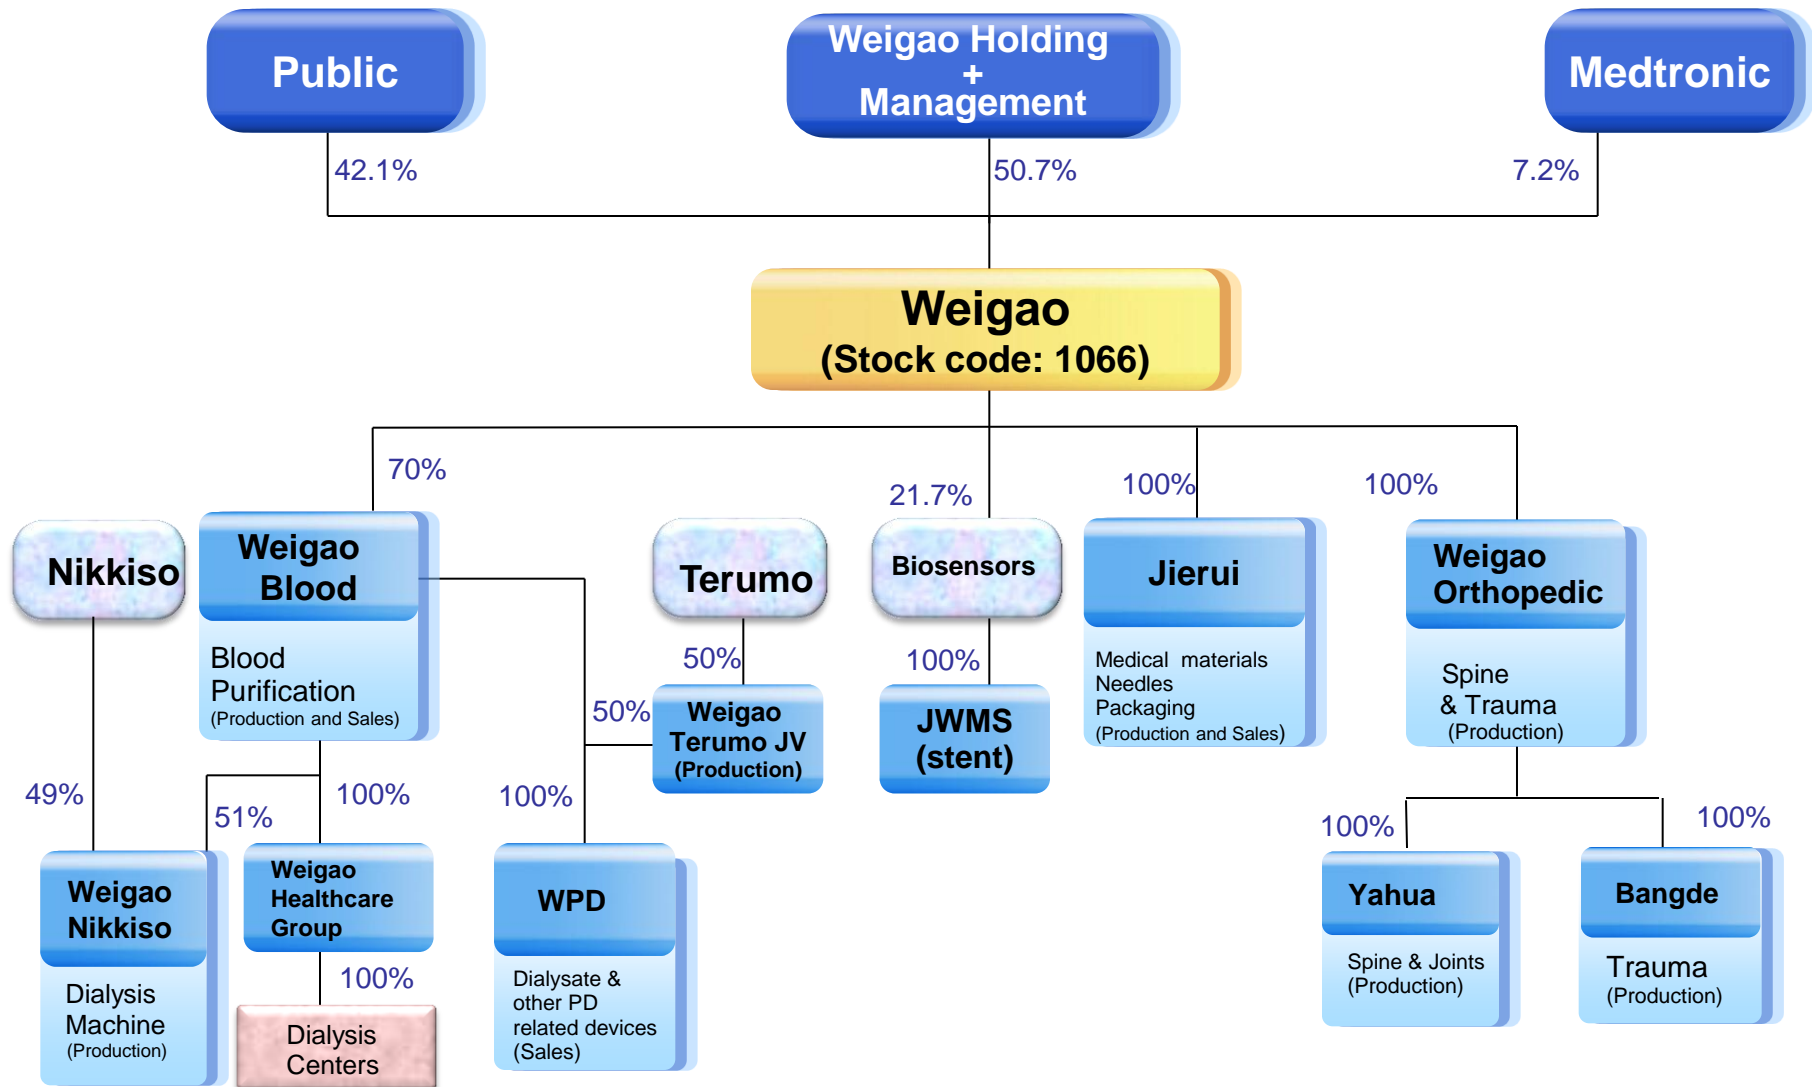 Public
Weigao Holding
+
Management
Medtronic
42.1%
50.7%
7.2%
Weigao
(Stock code: 1066)
70%
21.7%
100%
100%
Nikkiso
Weigao
Blood
Blood
Purification
(Production and Sales)
Terumo
Biosensors
Jierui
Medical materials
Needles
Packaging
(Production and Sales)
Weigao
Orthopedic
Spine
& Trauma
(Production)
50%
100%
50%
Weigao
Terumo JV
(Production)
JWMS
(stent)
49%
51%
100%
100%
100%
100%
Weigao
Nikkiso
Dialysis
Machine
(Production)
Weigao
Healthcare
Group
100%
Dialysis
Centers
WPD
Dialysate &
other PD
related devices
(Sales)
Yahua
Spine & Joints
(Production)
Bangde
Trauma
(Production)